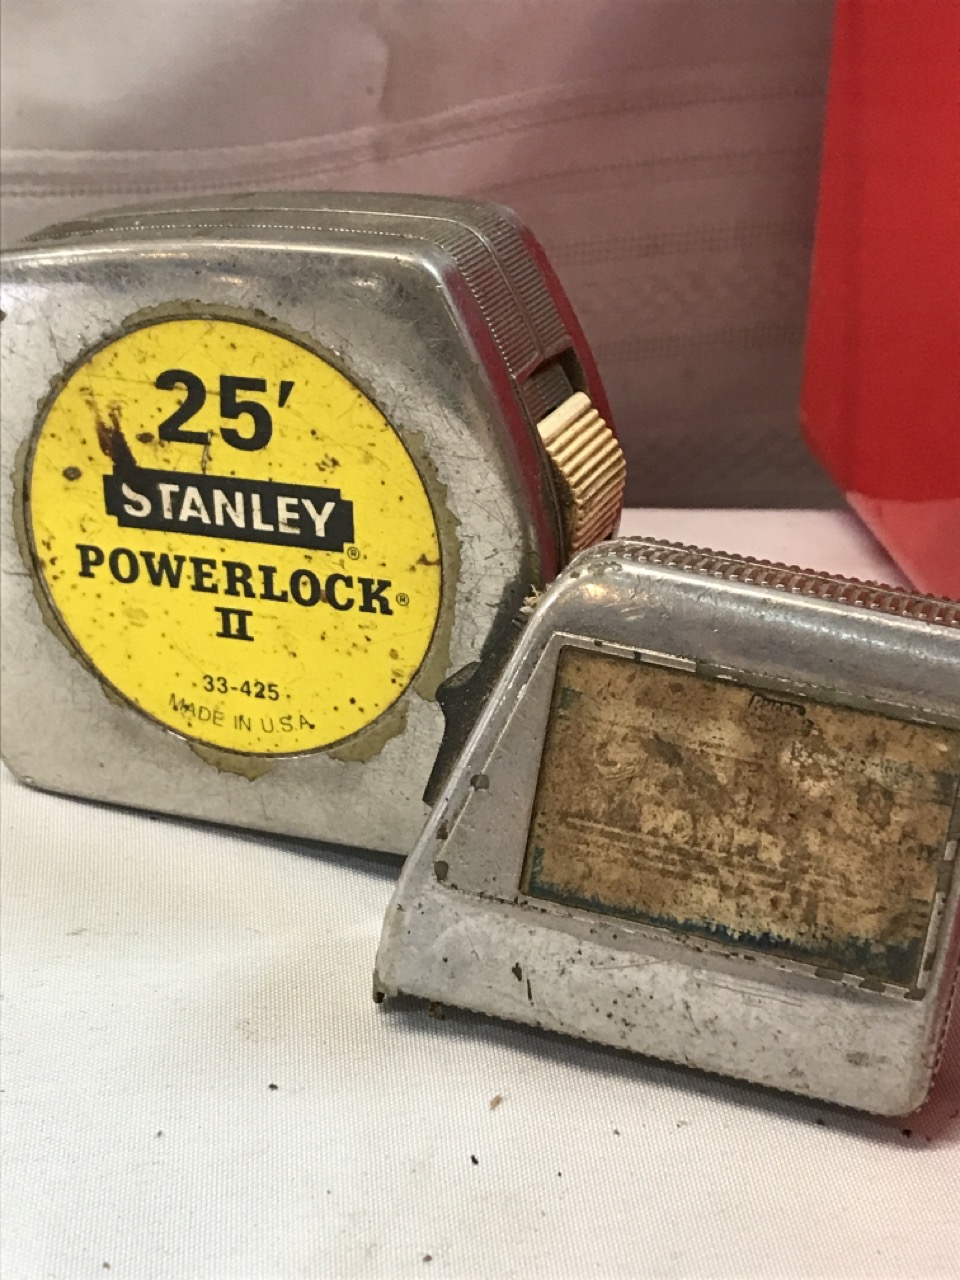 25'
STANLEY®
POWERLOCK®
II
33-425
MADE IN U.S.A.